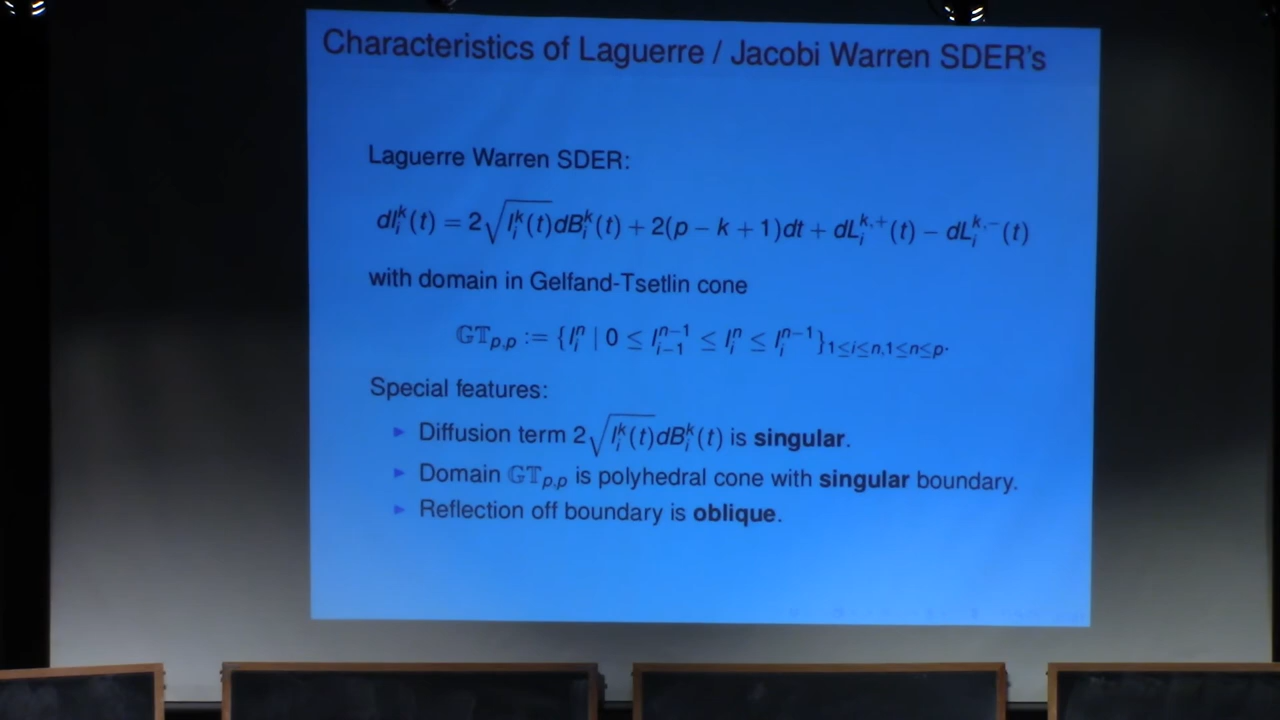 Characteristics of Laguerre / Jacobi Warren SDER's
Laguerre Warren SDER:
dl_i^k(t) = 2√(l_i^k(t)) dB_i^k(t) + 2(p − k + 1)dt + dL_i^{k,+}(t) − dL_i^{k,−}(t)
with domain in Gelfand-Tsetlin cone
𝔾𝕋_{p,p} := {l_i^n | 0 ≤ l_{i−1}^{n−1} ≤ l_i^n ≤ l_i^{n−1}}_{1≤i≤n,1≤n≤p}.
Special features:
▶ Diffusion term 2√(l_i^k(t)) dB_i^k(t) is singular.
▶ Domain 𝔾𝕋_{p,p} is polyhedral cone with singular boundary.
▶ Reflection off boundary is oblique.